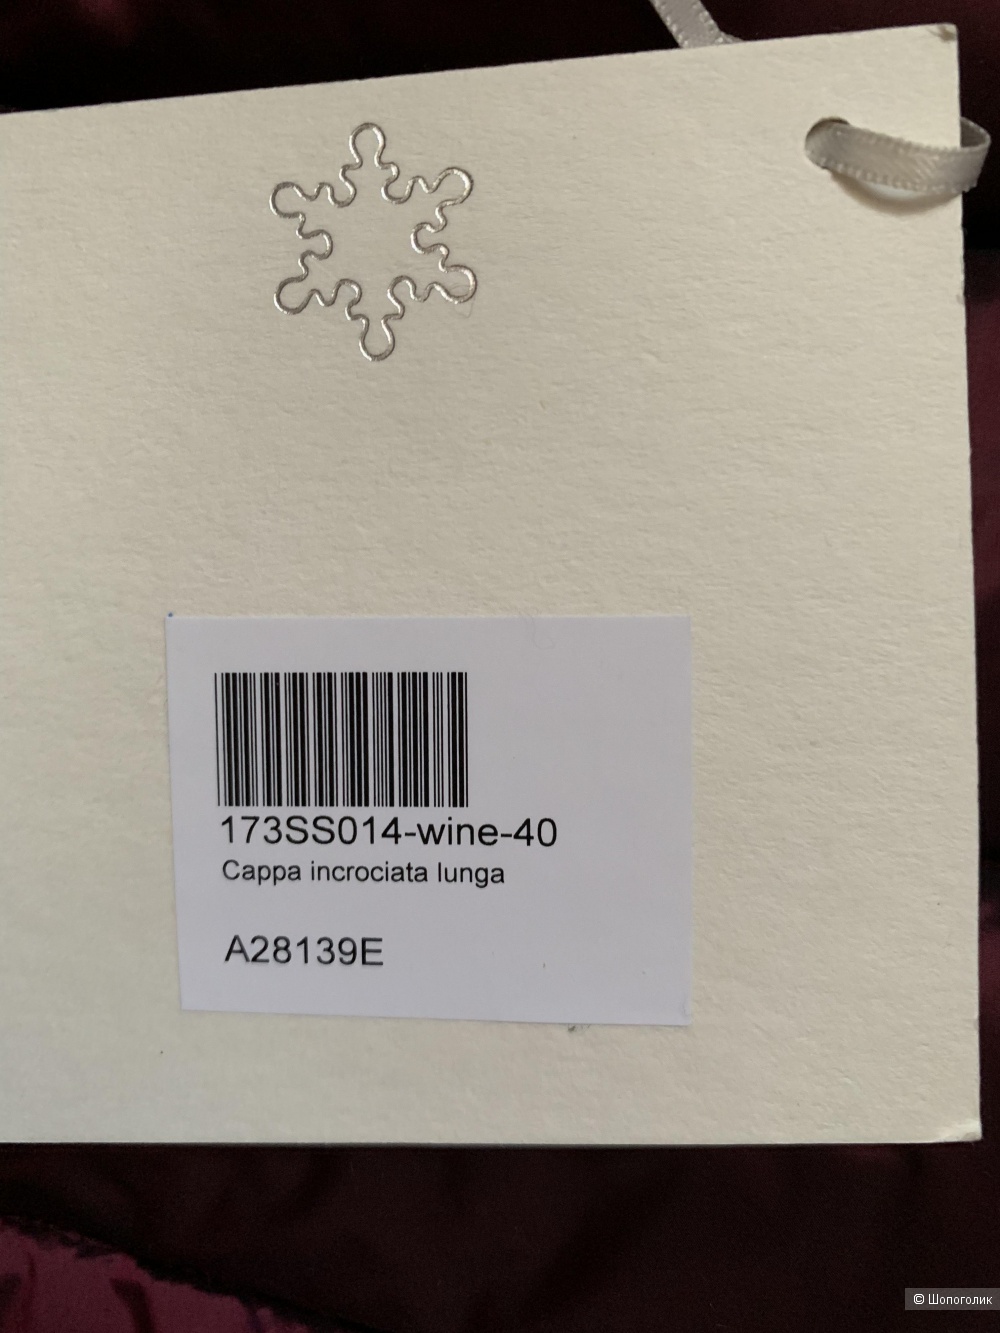 173SS014-wine-40
Cappa incrociata lunga
A28139E
© Шопоголик